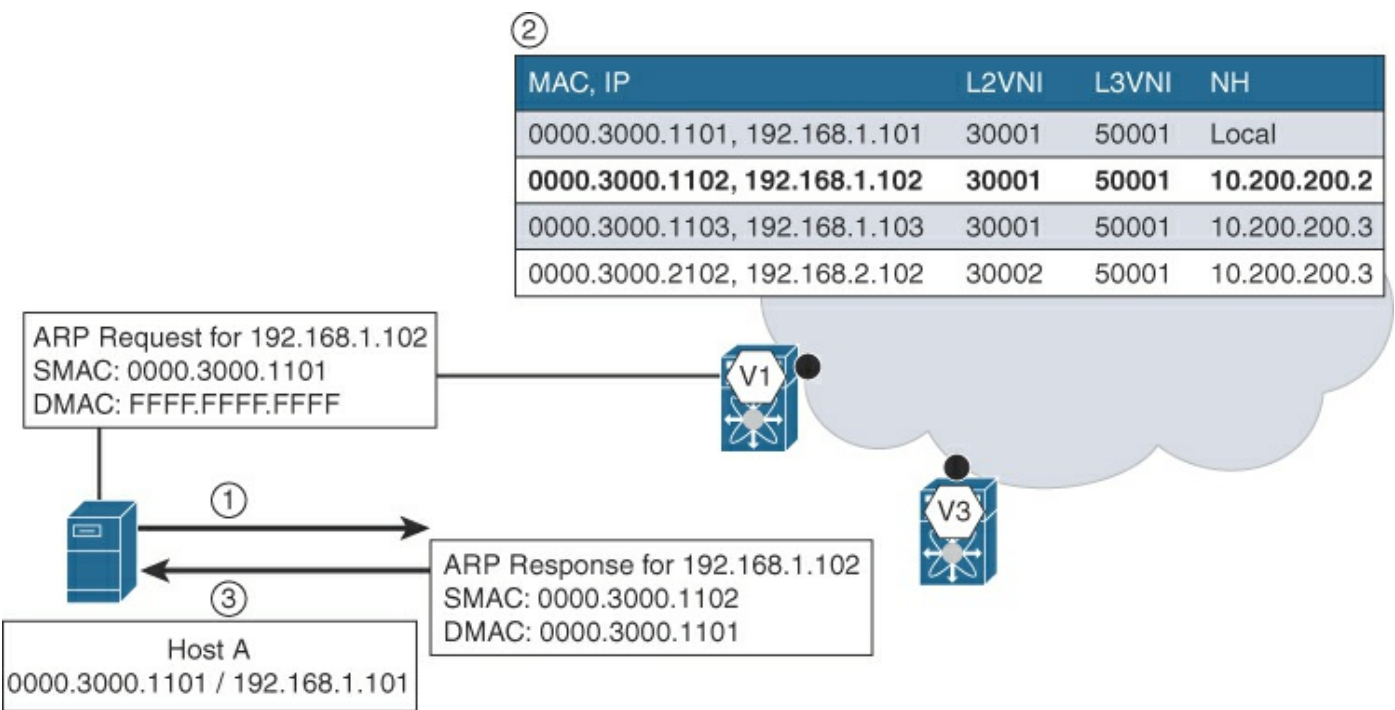 ②
MAC, IP L2VNI L3VNI NH
0000.3000.1101, 192.168.1.101 30001 50001 Local
0000.3000.1102, 192.168.1.102 30001 50001 10.200.200.2
0000.3000.1103, 192.168.1.103 30001 50001 10.200.200.3
0000.3000.2102, 192.168.2.102 30002 50001 10.200.200.3
ARP Request for 192.168.1.102
SMAC: 0000.3000.1101
DMAC: FFFF.FFFF.FFFF
V1
①
V3
ARP Response for 192.168.1.102
SMAC: 0000.3000.1102
DMAC: 0000.3000.1101
③
Host A
0000.3000.1101 / 192.168.1.101